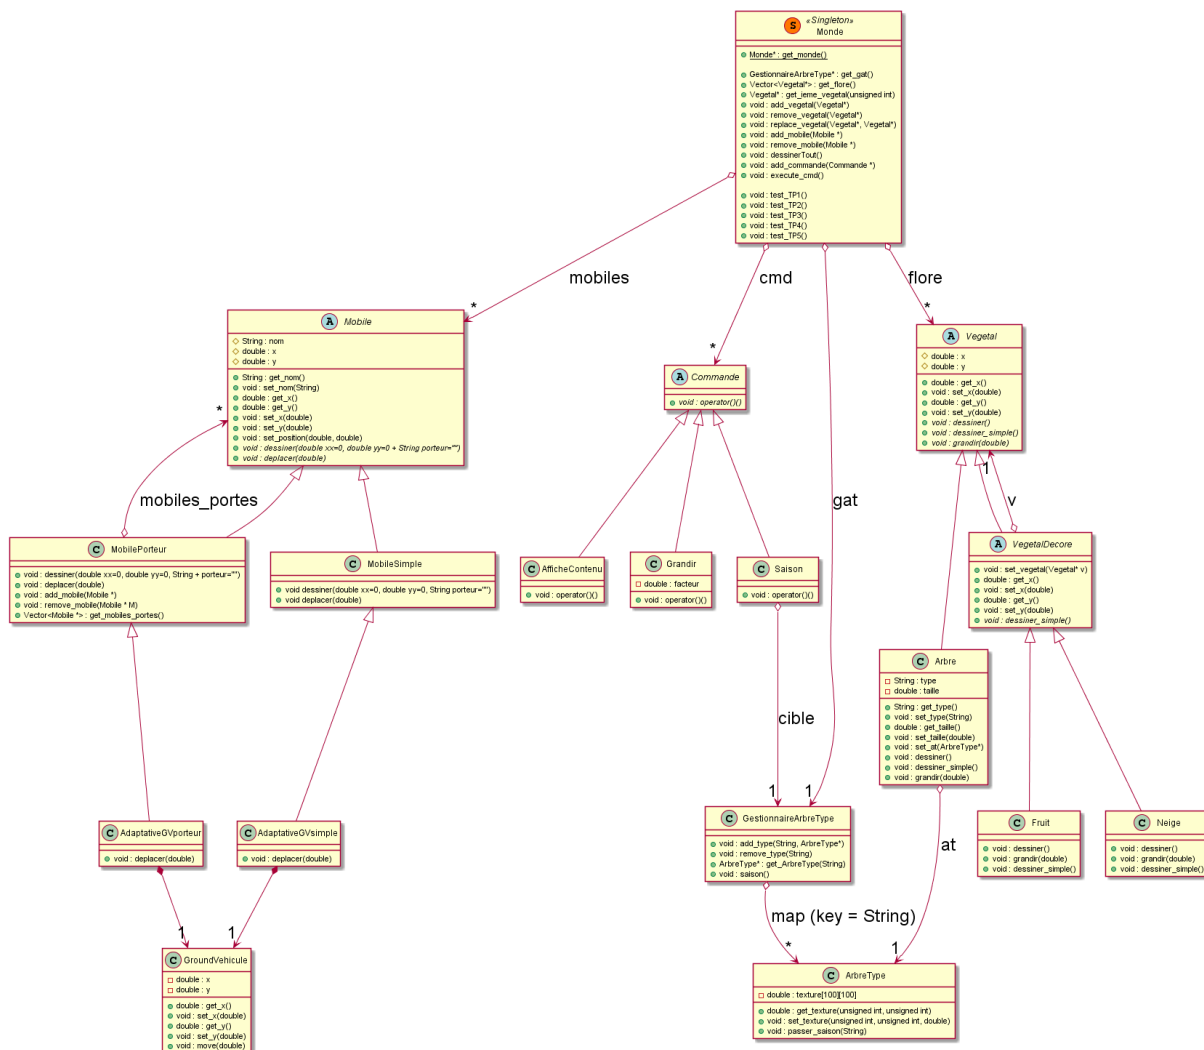 S «Singleton»
Monde
Monde* : get_monde()
GestionnaireArbreType* : get_gat()
Vector<Vegetal*> : get_flore()
Vegetal* : get_ieme_vegetal(unsigned int)
void : add_vegetal(Vegetal*)
void : remove_vegetal(Vegetal*)
void : replace_vegetal(Vegetal*, Vegetal*)
void : add_mobile(Mobile *)
void : remove_mobile(Mobile *)
void : dessinerTout()
void : add_commande(Commande *)
void : execute_cmd()
void : test_TP1()
void : test_TP2()
void : test_TP3()
void : test_TP4()
void : test_TP5()
mobiles
cmd
flore
*
*
*
A Mobile
String : nom
double : x
double : y
String : get_nom()
void : set_nom(String)
double : get_x()
double : get_y()
void : set_x(double)
void : set_y(double)
void : set_position(double, double)
void : dessiner(double xx=0, double yy=0 + String porteur="")
void : deplacer(double)
A Commande
void : operator()()
A Vegetal
double : x
double : y
double : get_x()
void : set_x(double)
double : get_y()
void : set_y(double)
void : dessiner()
void : dessiner_simple()
void : grandir(double)
*
mobiles_portes
gat
1
v
C MobilePorteur
void : dessiner(double xx=0, double yy=0, String + porteur="")
void : deplacer(double)
void : add_mobile(Mobile *)
void : remove_mobile(Mobile * M)
Vector<Mobile *> : get_mobiles_portes()
C MobileSimple
void dessiner(double xx=0, double yy=0, String porteur="")
void deplacer(double)
C AfficheContenu
void : operator()()
C Grandir
double : facteur
void : operator()()
C Saison
void : operator()()
A VegetalDecore
void : set_vegetal(Vegetal* v)
double : get_x()
void : set_x(double)
double : get_y()
void : set_y(double)
void : dessiner_simple()
C Arbre
String : type
double : taille
String : get_type()
void : set_type(String)
double : get_taille()
void : set_taille(double)
void : set_at(ArbreType*)
void : dessiner()
void : dessiner_simple()
void : grandir(double)
cible
1
1
C AdaptativeGVporteur
void : deplacer(double)
C AdaptativeGVsimple
void : deplacer(double)
C GestionnaireArbreType
void : add_type(String, ArbreType*)
void : remove_type(String)
ArbreType* : get_ArbreType(String)
void : saison()
at
C Fruit
void : dessiner()
void : grandir(double)
void : dessiner_simple()
C Neige
void : dessiner()
void : grandir(double)
void : dessiner_simple()
1
1
map (key = String)
*
1
C GroundVehicule
double : x
double : y
double : get_x()
void : set_x(double)
double : get_y()
void : set_y(double)
void : move(double)
C ArbreType
double : texture[100][100]
double : get_texture(unsigned int, unsigned int)
void : set_texture(unsigned int, unsigned int, double)
void : passer_saison(String)